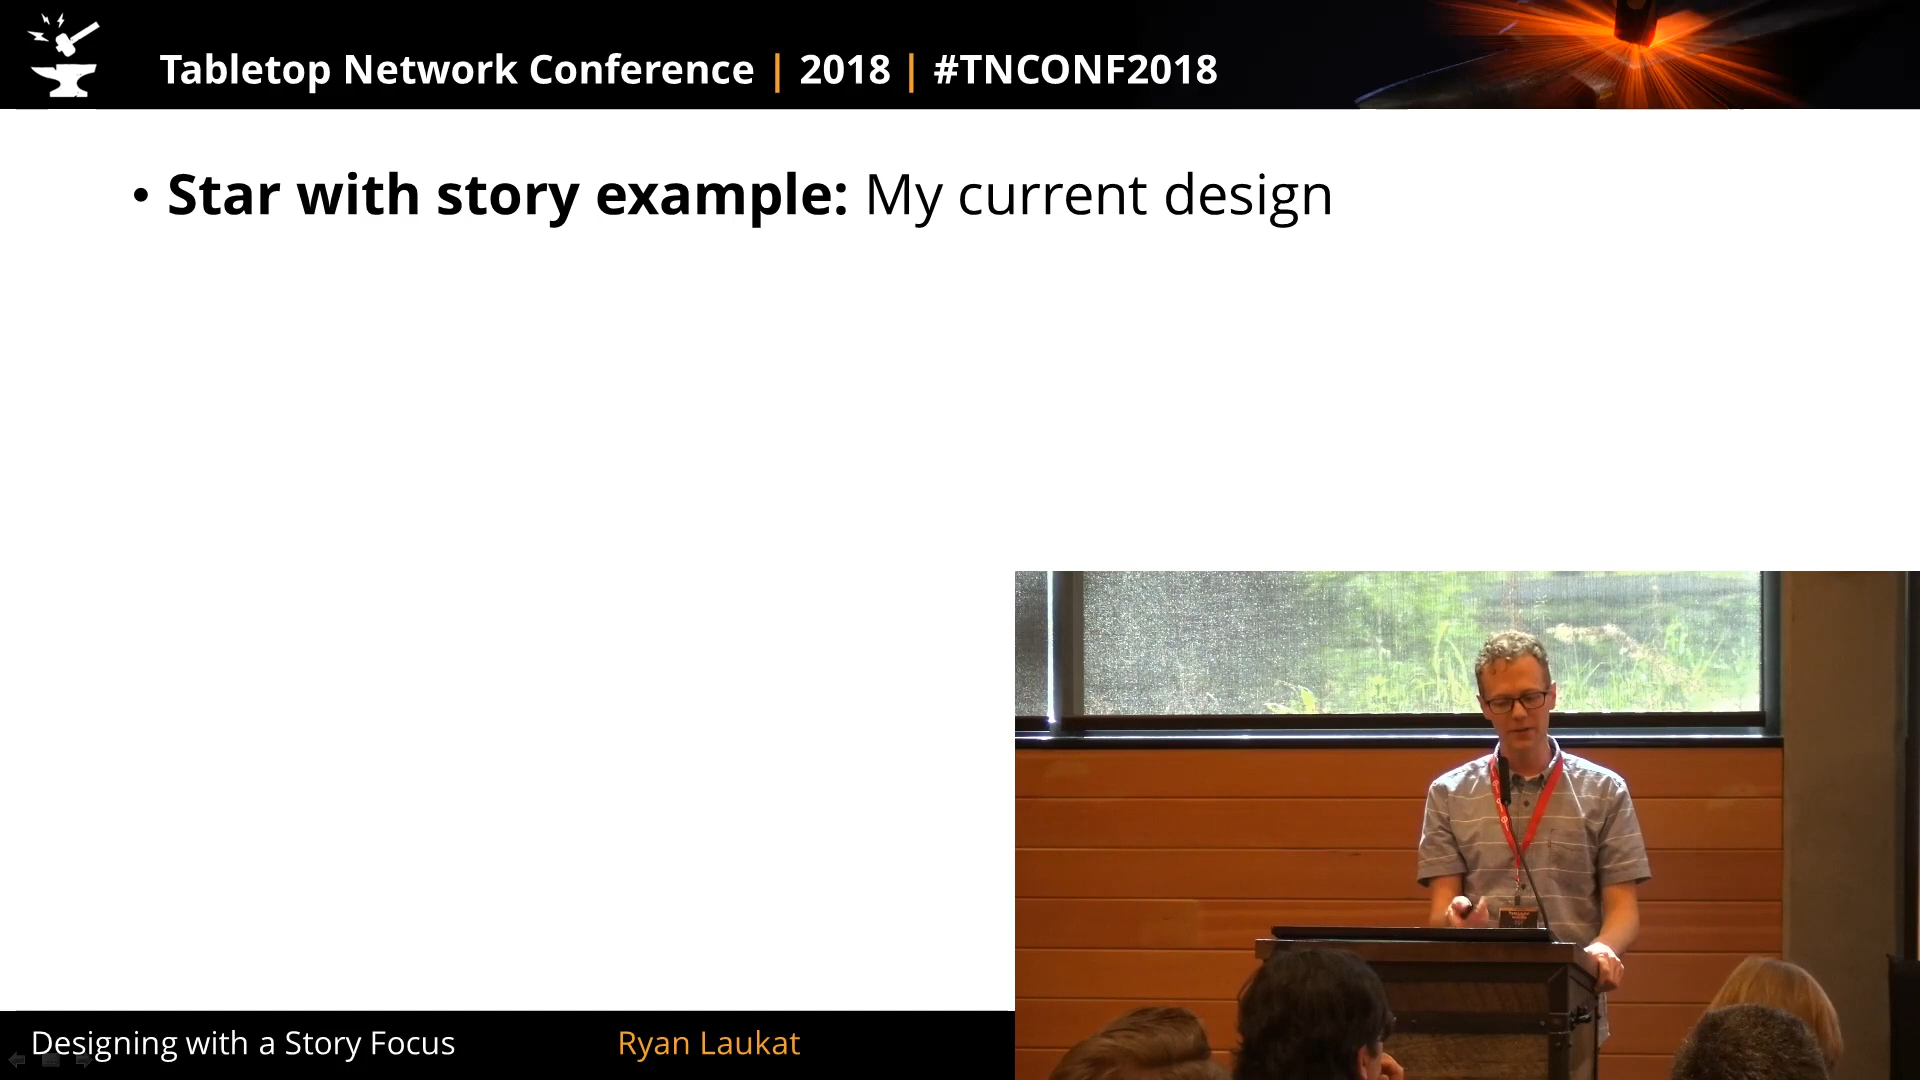 Tabletop Network Conference | 2018 | #TNCONF2018
• Star with story example: My current design
Designing with a Story Focus
Ryan Laukat